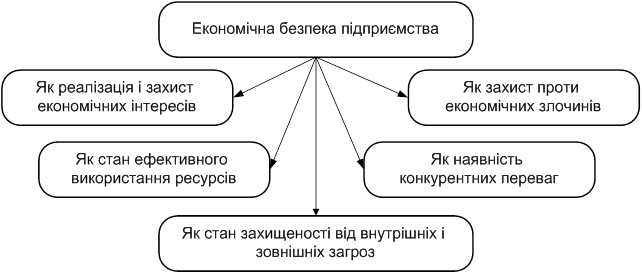 Економічна безпека підприємства
Як реалізація і захист
економічних інтересів
Як захист проти
економічних злочинів
Як стан ефективного
використання ресурсів
Як наявність
конкурентних переваг
Як стан захищеності від внутрішніх і
зовнішніх загроз